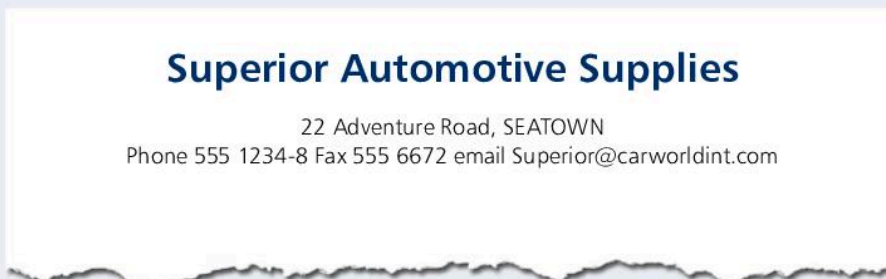 Superior Automotive Supplies
22 Adventure Road, SEATOWN
Phone 555 1234-8 Fax 555 6672 email Superior@carworldint.com